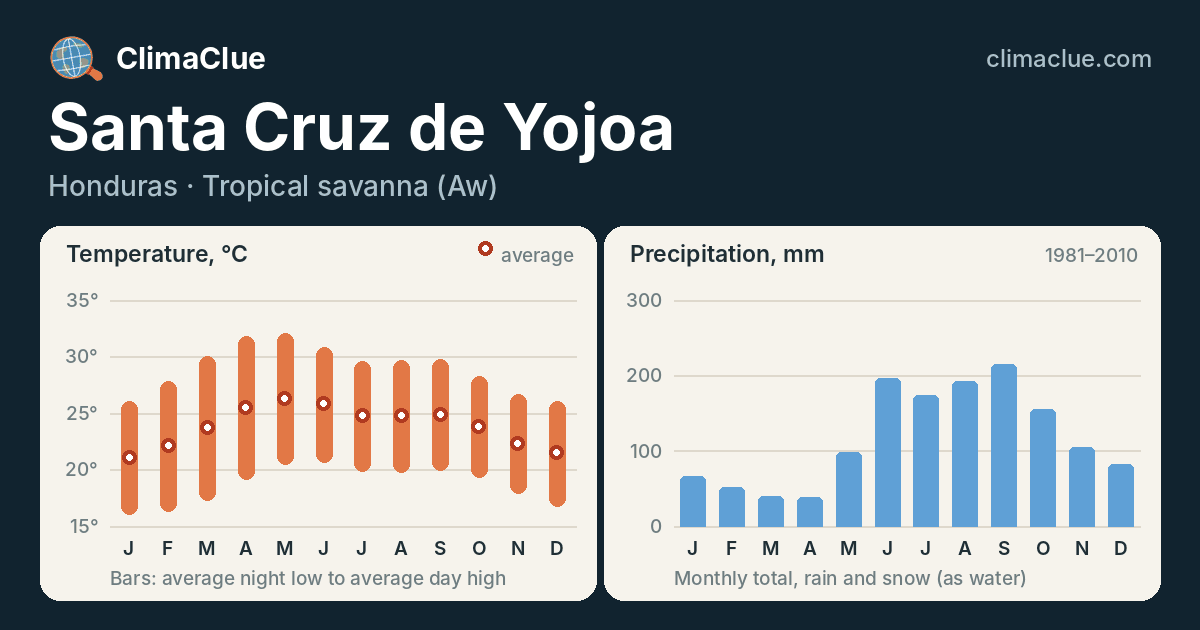 ClimaClue
climaclue.com
Santa Cruz de Yojoa
Honduras · Tropical savanna (Aw)
Temperature, °C
average
35°
30°
25°
20°
15°
J F M A M J J A S O N D
Bars: average night low to average day high
Precipitation, mm
1981–2010
300
200
100
0
J F M A M J J A S O N D
Monthly total, rain and snow (as water)